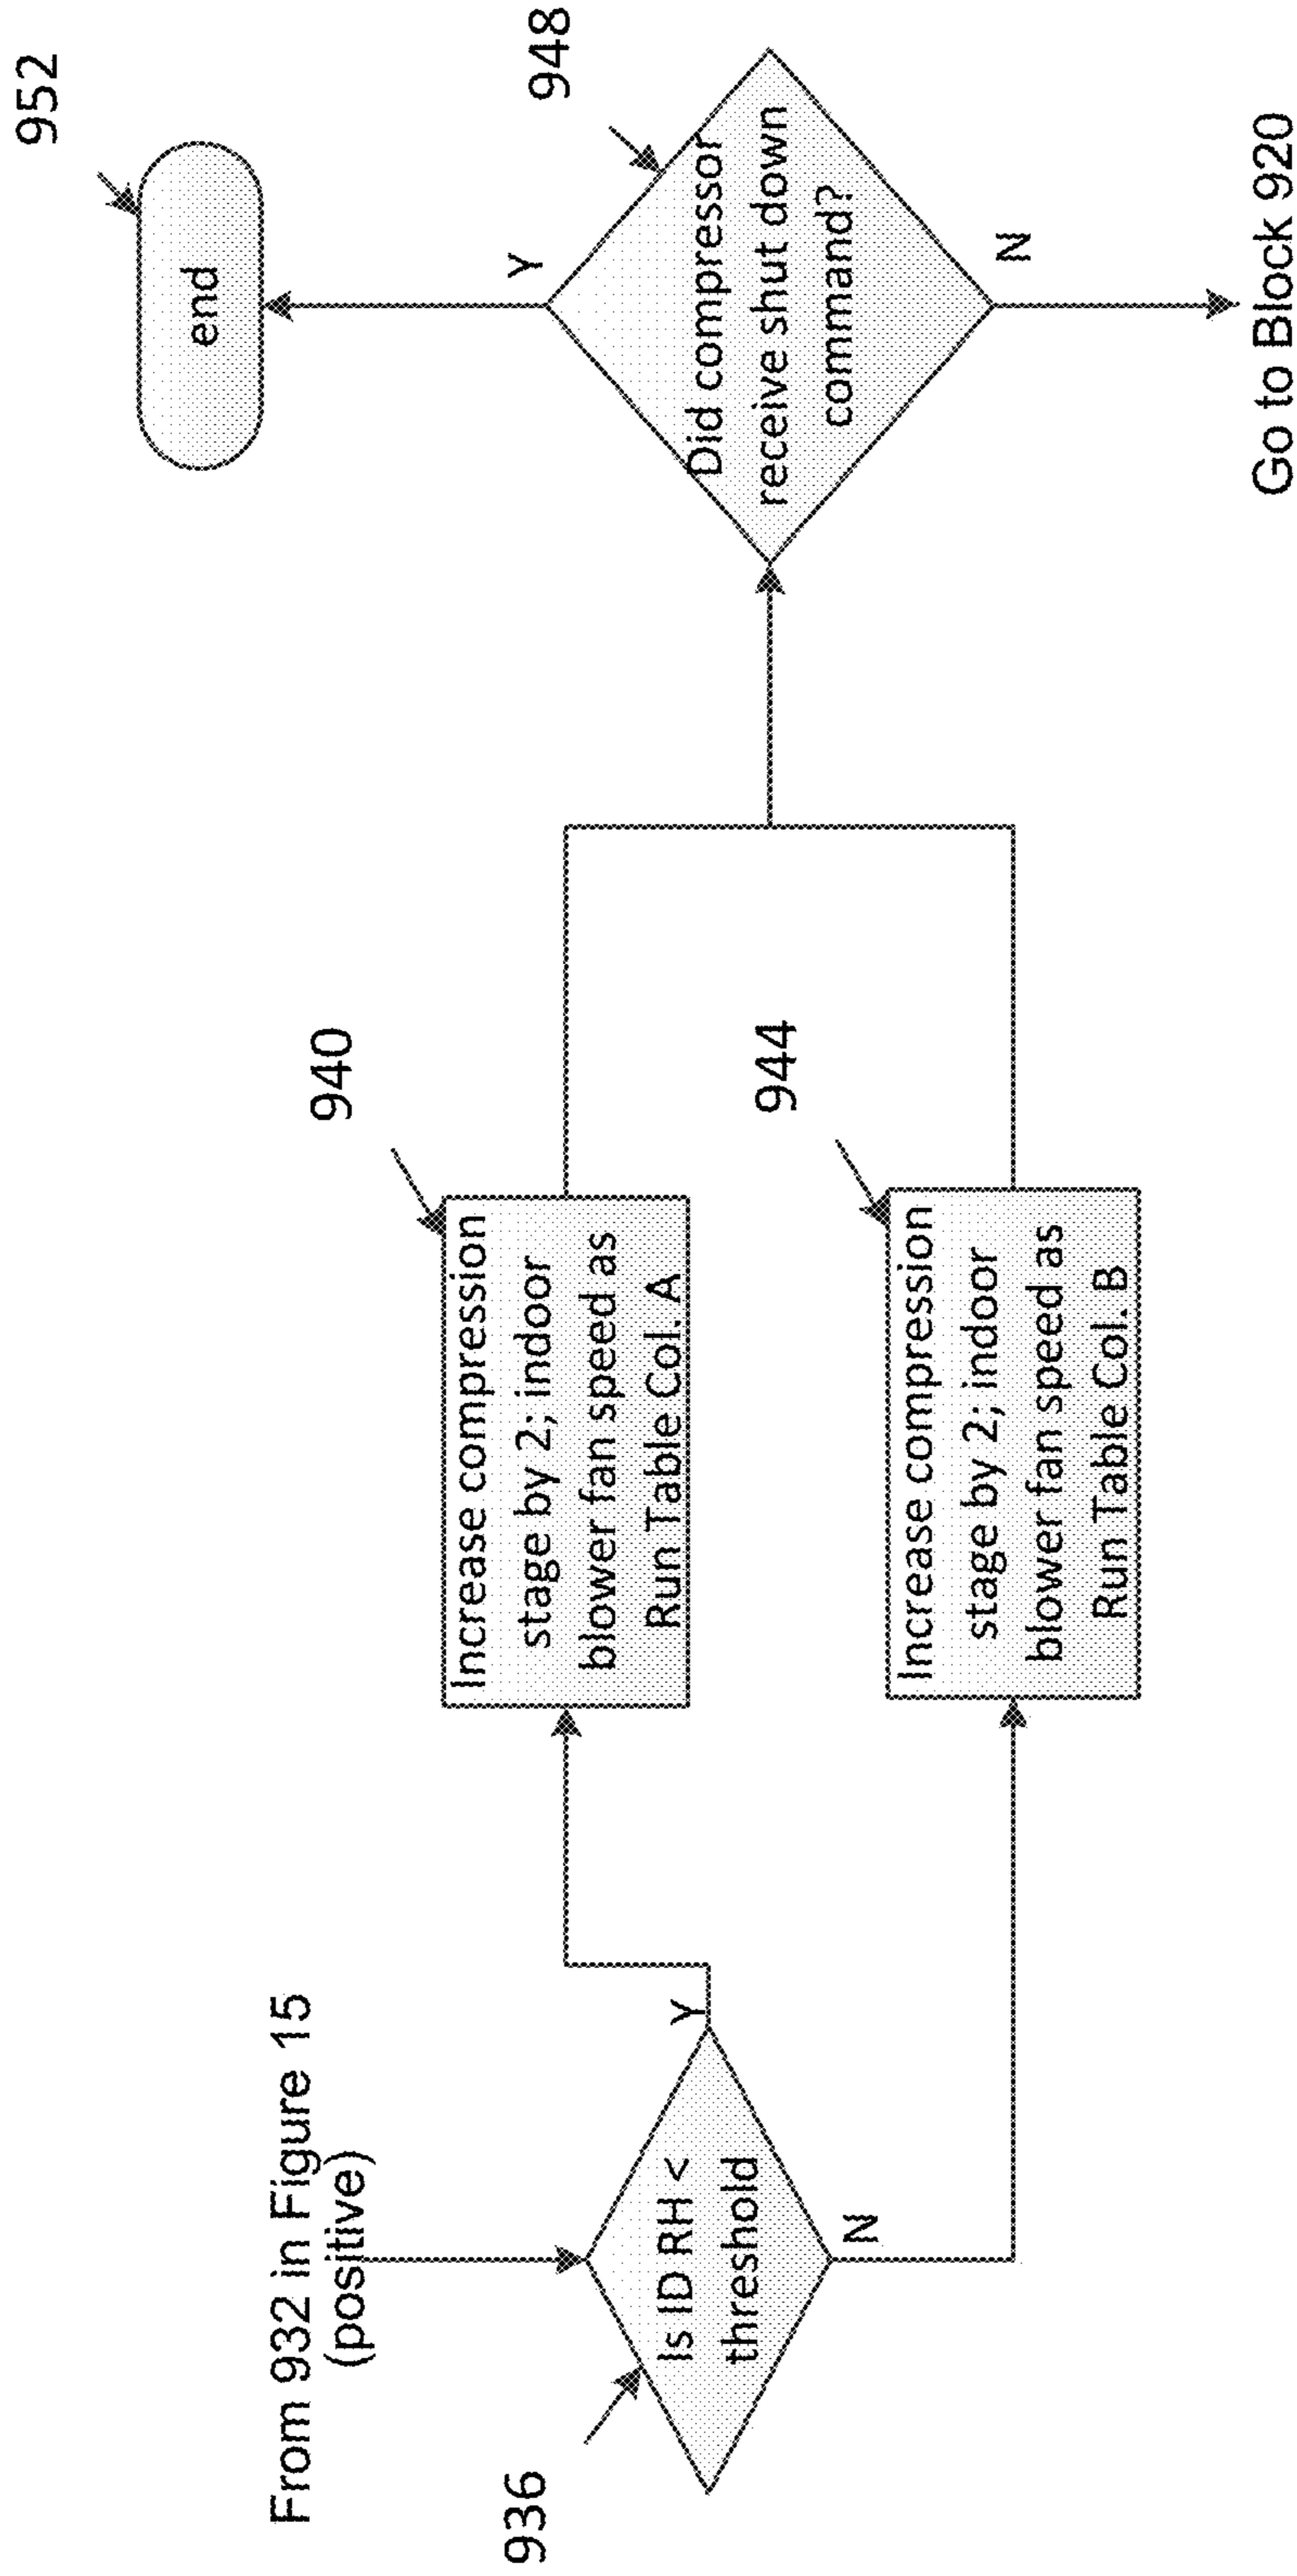 From 932 in Figure 15
(positive)
936
Is ID RH <
threshold
Y
N
940
Increase compression
stage by 2; indoor
blower fan speed as
Run Table Col. A
944
Increase compression
stage by 2; indoor
blower fan speed as
Run Table Col. B
948
Did compressor
receive shut down
command?
Y
N
952
end
Go to Block 920